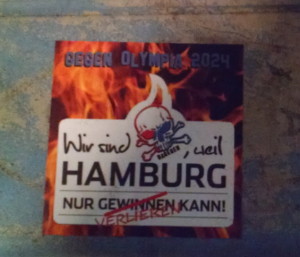 GEGEN OLYMPIA 2024
Wir sind , weil
HAMBURG
NUR GEWINNEN KANN!
VERLIEREN